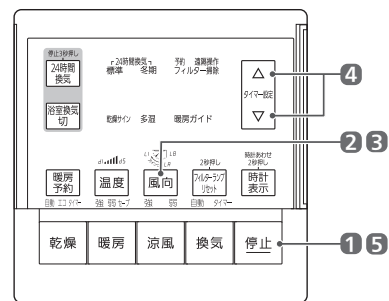 停止3秒押し
24時間
換気
浴室換気
切
24時間換気
標準 冬期
予約 遠隔操作
フィルター掃除
乾燥サイン 多湿 暖房ガイド
△
タイマー設定
▽
4
2 3
L1 L2 L3 LR
2秒押し
時計あわせ
2秒押し
暖房
予約
温度
風向
フィルターランプ
リセット
時計
表示
自動 エコ タイマー 強 弱 セーブ 強 弱 自動 タイマー
乾燥 暖房 涼風 換気 停止
1 5